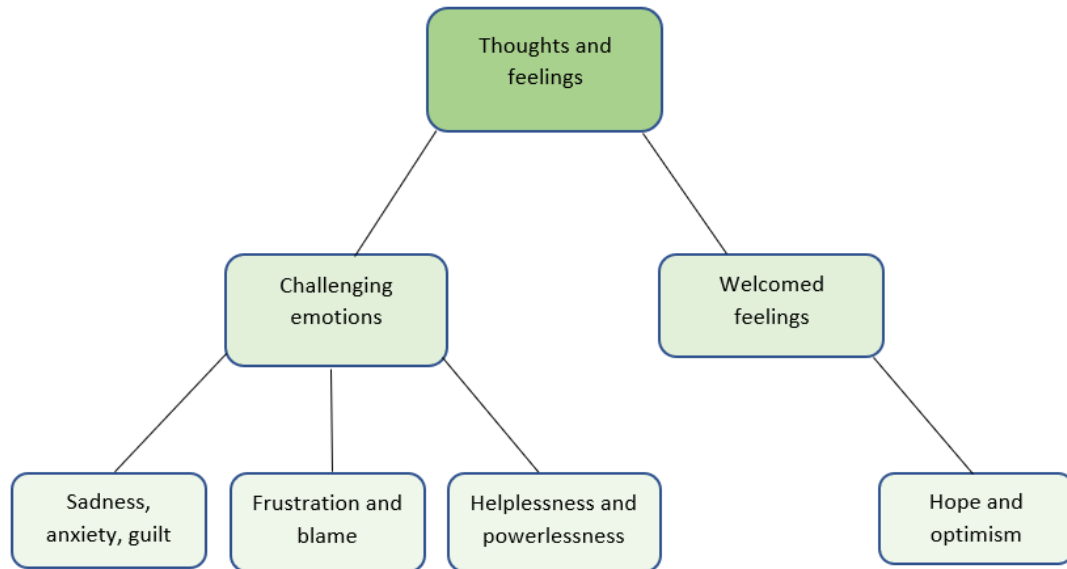 Thoughts and
feelings
Challenging
emotions
Welcomed
feelings
Sadness,
anxiety, guilt
Frustration and
blame
Helplessness and
powerlessness
Hope and
optimism